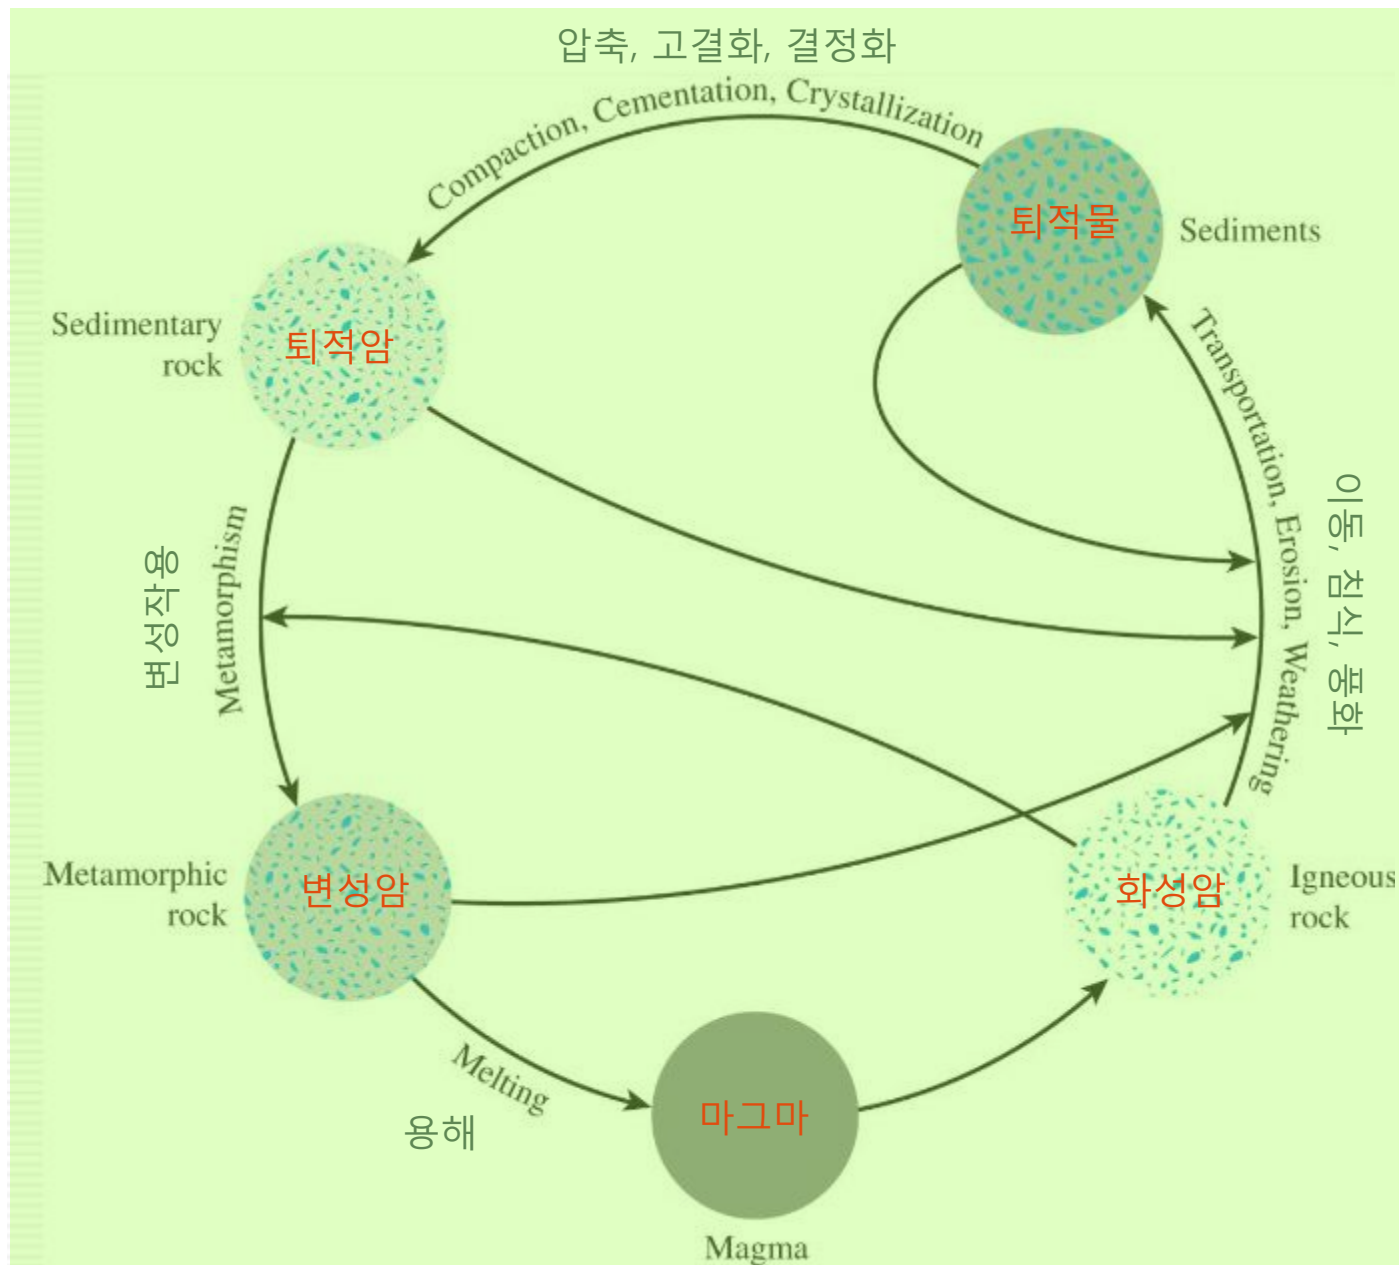 압축, 고결화, 결정화
Compaction, Cementation, Crystallization
퇴적물
Sediments
Sedimentary
rock
퇴적암
Transportation, Erosion, Weathering
이동, 침식, 풍화
변성작용
Metamorphism
Metamorphic
rock
변성암
화성암
Igneous
rock
Melting
용해
마그마
Magma